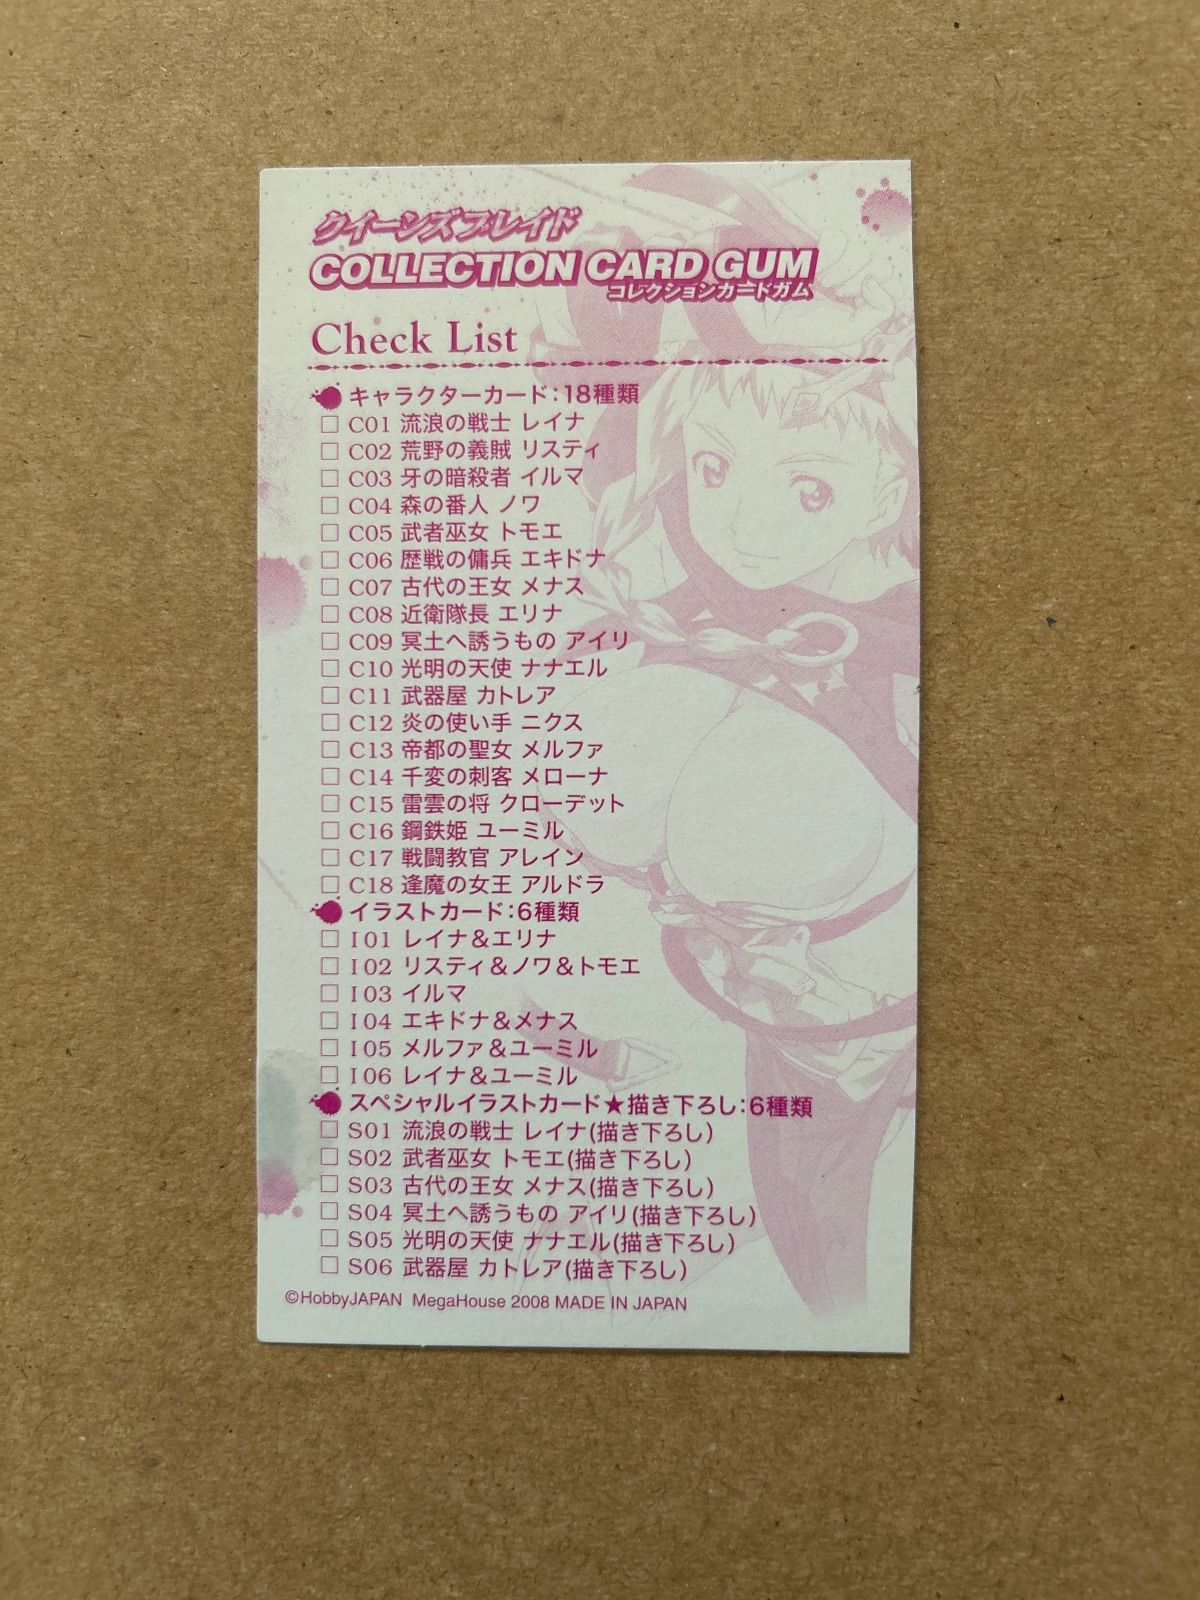 クイーンズブレイド
COLLECTION CARD GUM
コレクションカードガム
Check List
キャラクターカード：18種類
□ C01 流浪の戦士 レイナ
□ C02 荒野の義賊 リスティ
□ C03 牙の暗殺者 イルマ
□ C04 森の番人 ノワ
□ C05 武者巫女 トモエ
□ C06 歴戦の傭兵 エキドナ
□ C07 古代の王女 メナス
□ C08 近衛隊長 エリナ
□ C09 冥土へ誘うもの アイリ
□ C10 光明の天使 ナナエル
□ C11 武器屋 カトレア
□ C12 炎の使い手 ニクス
□ C13 帝都の聖女 メルファ
□ C14 千変の刺客 メローナ
□ C15 雷雲の将 クローデット
□ C16 鋼鉄姫 ユーミル
□ C17 戦闘教官 アレイン
□ C18 逢魔の女王 アルドラ
イラストカード：6種類
□ I01 レイナ＆エリナ
□ I02 リスティ＆ノワ＆トモエ
□ I03 イルマ
□ I04 エキドナ＆メナス
□ I05 メルファ＆ユーミル
□ I06 レイナ＆ユーミル
スペシャルイラストカード★描き下ろし：6種類
□ S01 流浪の戦士 レイナ(描き下ろし)
□ S02 武者巫女 トモエ(描き下ろし)
□ S03 古代の王女 メナス(描き下ろし)
□ S04 冥土へ誘うもの アイリ(描き下ろし)
□ S05 光明の天使 ナナエル(描き下ろし)
□ S06 武器屋 カトレア(描き下ろし)
©HobbyJAPAN MegaHouse 2008 MADE IN JAPAN